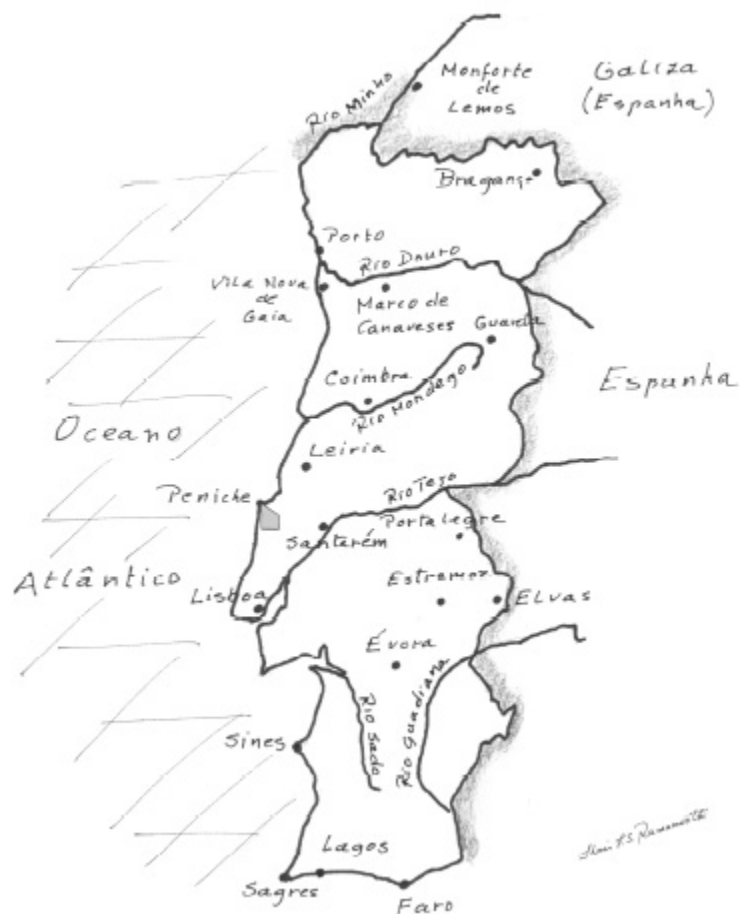 Monforte
de
Lemos
Galiza
(Espanha)
Rio Minho
Bragança
Porto
Rio Douro
Vila Nova
de
Gaia
Marco de
Canaveses
Guarda
Coimbra
Rio Mondego
Espanha
Oceano
Leiria
Peniche
Rio Tejo
Santarém
Portalegre
Atlântico
Lisboa
Estremoz
Elvas
Évora
Rio Sado
Rio Guadiana
Sines
Lagos
Sagres
Faro